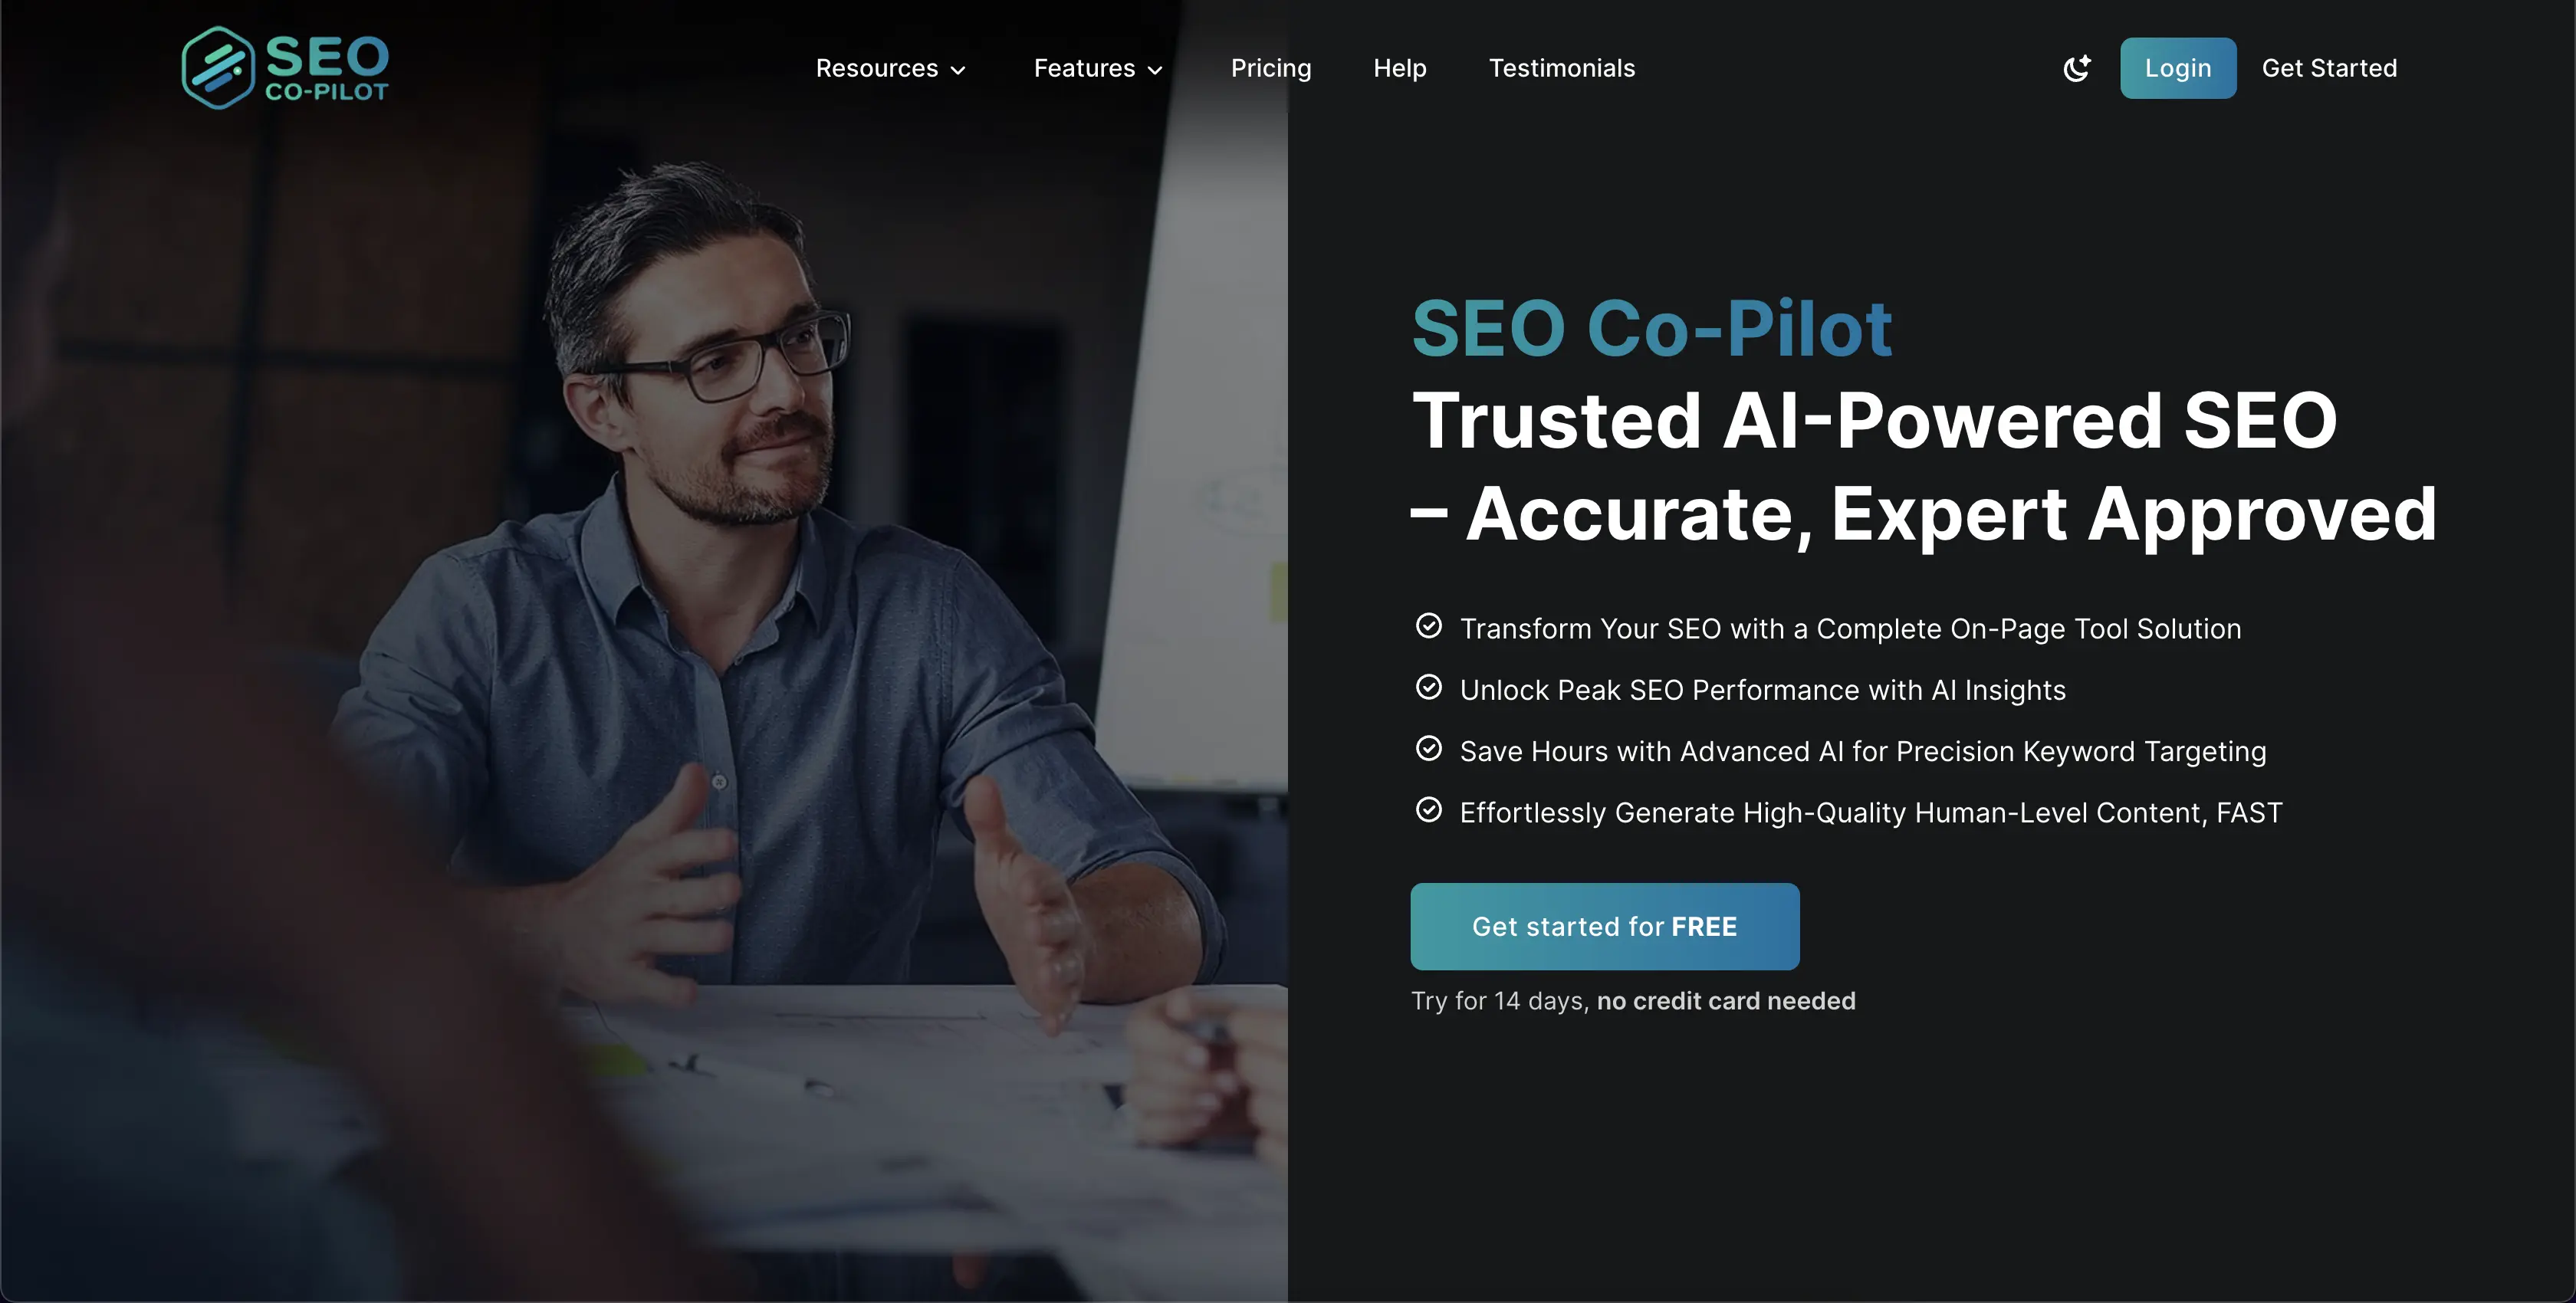 SEO
CO-PILOT
Resources
Features
Pricing
Help
Testimonials
Login
Get Started
SEO Co-Pilot
Trusted AI-Powered SEO
– Accurate, Expert Approved
Transform Your SEO with a Complete On-Page Tool Solution
Unlock Peak SEO Performance with AI Insights
Save Hours with Advanced AI for Precision Keyword Targeting
Effortlessly Generate High-Quality Human-Level Content, FAST
Get started for FREE
Try for 14 days, no credit card needed